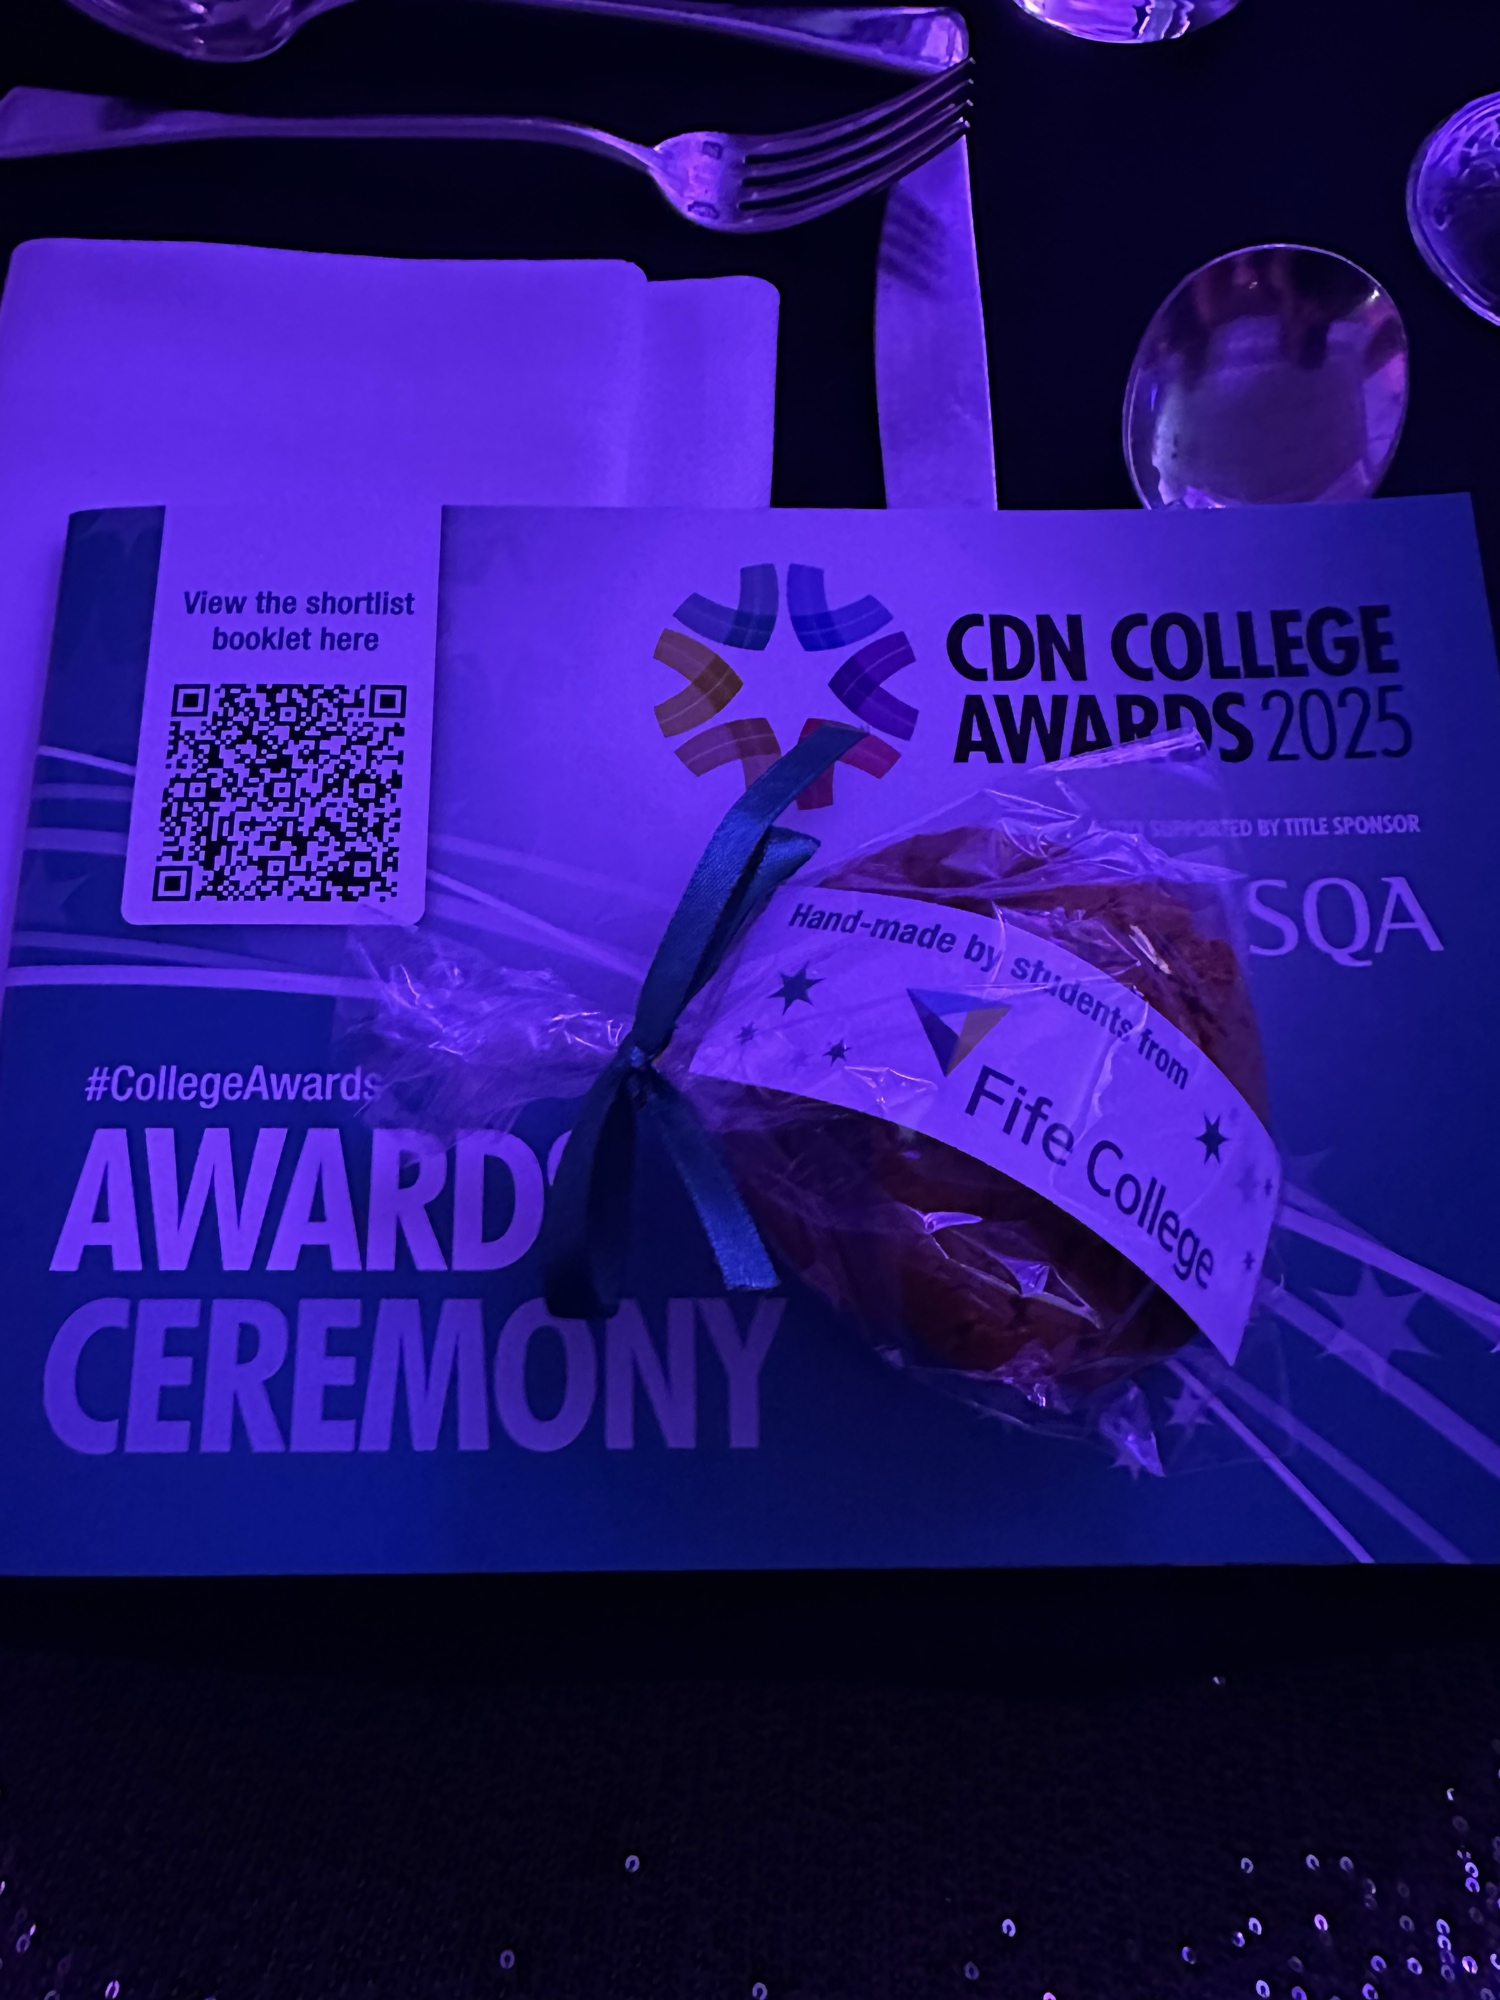 View the shortlist
booklet here
CDN COLLEGE
AWARDS 2025
SUPPORTED BY TITLE SPONSOR
SQA
Hand-made by students from
Fife College
#CollegeAwards
AWARDS
CEREMONY